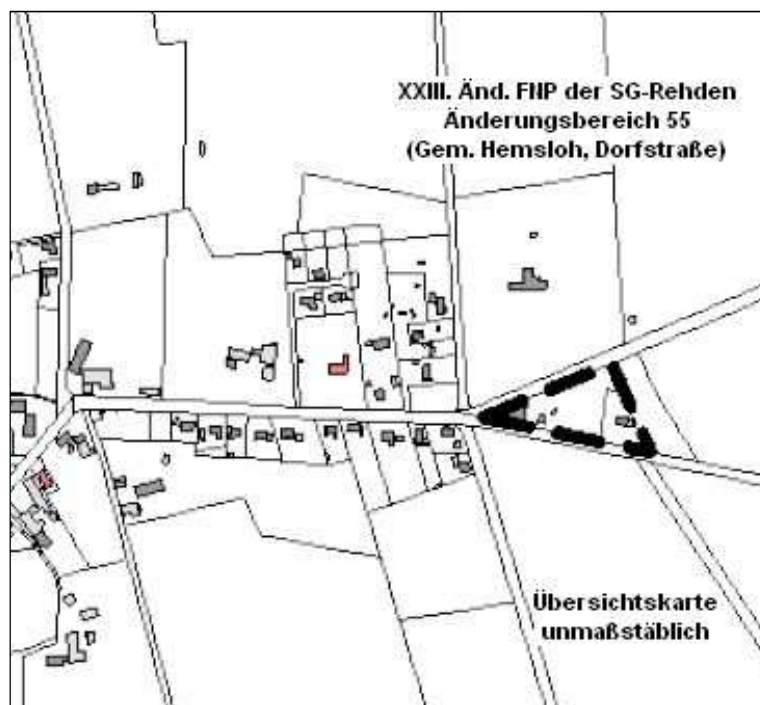 XXIII. Änd. FNP der SG-Rehden
Änderungsbereich 55
(Gem. Hemsloh, Dorfstraße)
Übersichtskarte
unmaßstäblich